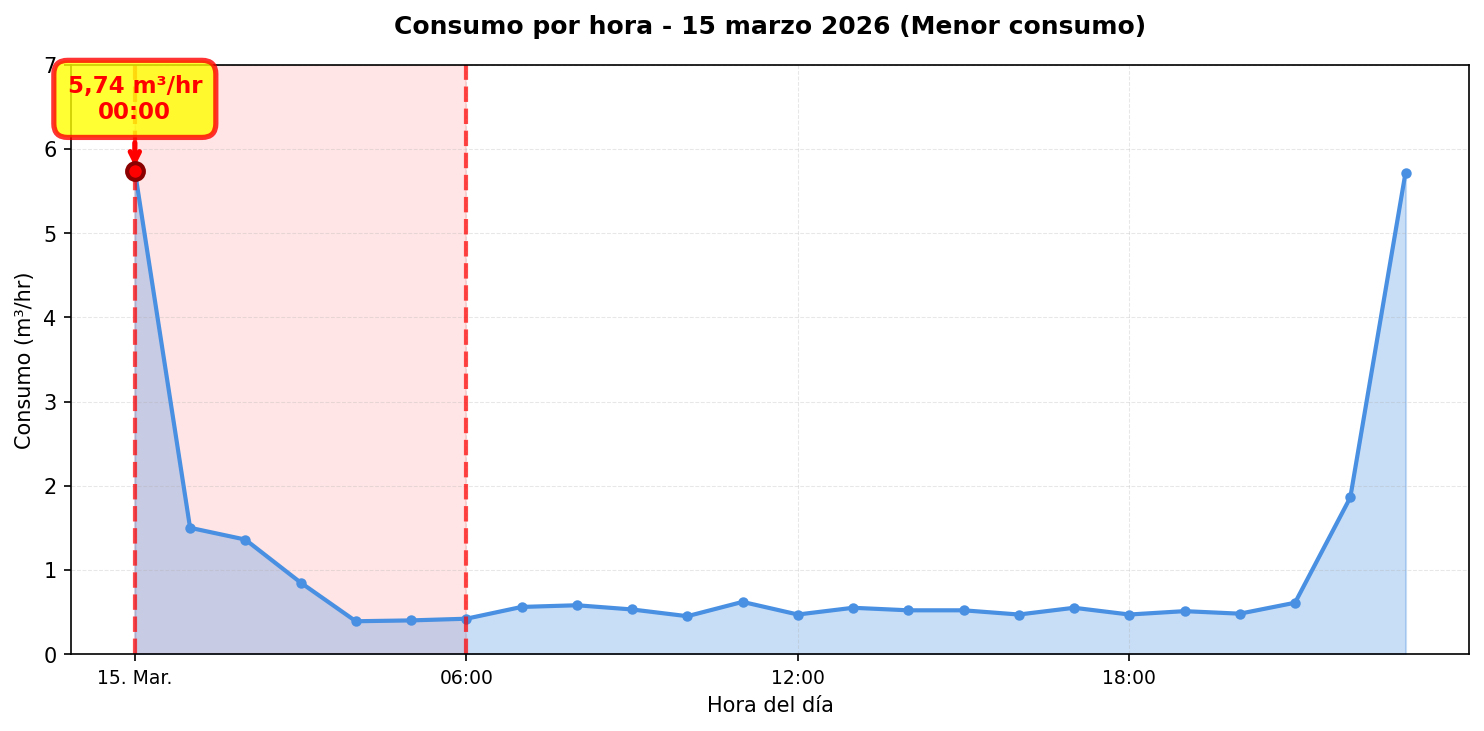 Consumo por hora - 15 marzo 2026 (Menor consumo)
5,74 m³/hr
00:00
7
6
5
4
3
2
1
0
Consumo (m³/hr)
15. Mar.
06:00
12:00
18:00
Hora del día